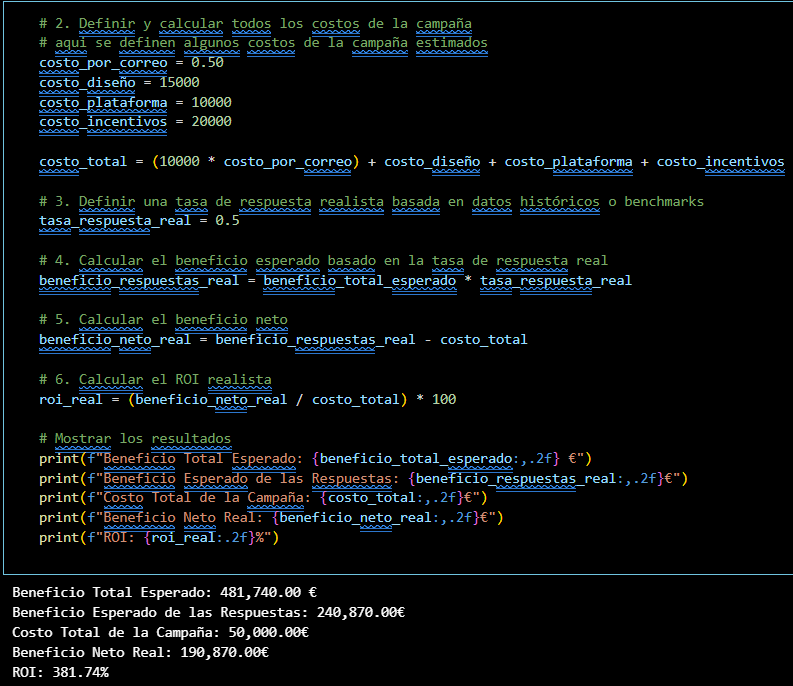 # 2. Definir y calcular todos los costos de la campaña
# aqui se definen algunos costos de la campaña estimados
costo_por_correo = 0.50
costo_diseño = 15000
costo_plataforma = 10000
costo_incentivos = 20000
costo_total = (10000 * costo_por_correo) + costo_diseño + costo_plataforma + costo_incentivos
# 3. Definir una tasa de respuesta realista basada en datos históricos o benchmarks
tasa_respuesta_real = 0.5
# 4. Calcular el beneficio esperado basado en la tasa de respuesta real
beneficio_respuestas_real = beneficio_total_esperado * tasa_respuesta_real
# 5. Calcular el beneficio neto
beneficio_neto_real = beneficio_respuestas_real - costo_total
# 6. Calcular el ROI realista
roi_real = (beneficio_neto_real / costo_total) * 100
# Mostrar los resultados
print(f"Beneficio Total Esperado: {beneficio_total_esperado:,.2f} €")
print(f"Beneficio Esperado de las Respuestas: {beneficio_respuestas_real:,.2f}€")
print(f"Costo Total de la Campaña: {costo_total:,.2f}€")
print(f"Beneficio Neto Real: {beneficio_neto_real:,.2f}€")
print(f"ROI: {roi_real:.2f}%")
Beneficio Total Esperado: 481,740.00 €
Beneficio Esperado de las Respuestas: 240,870.00€
Costo Total de la Campaña: 50,000.00€
Beneficio Neto Real: 190,870.00€
ROI: 381.74%